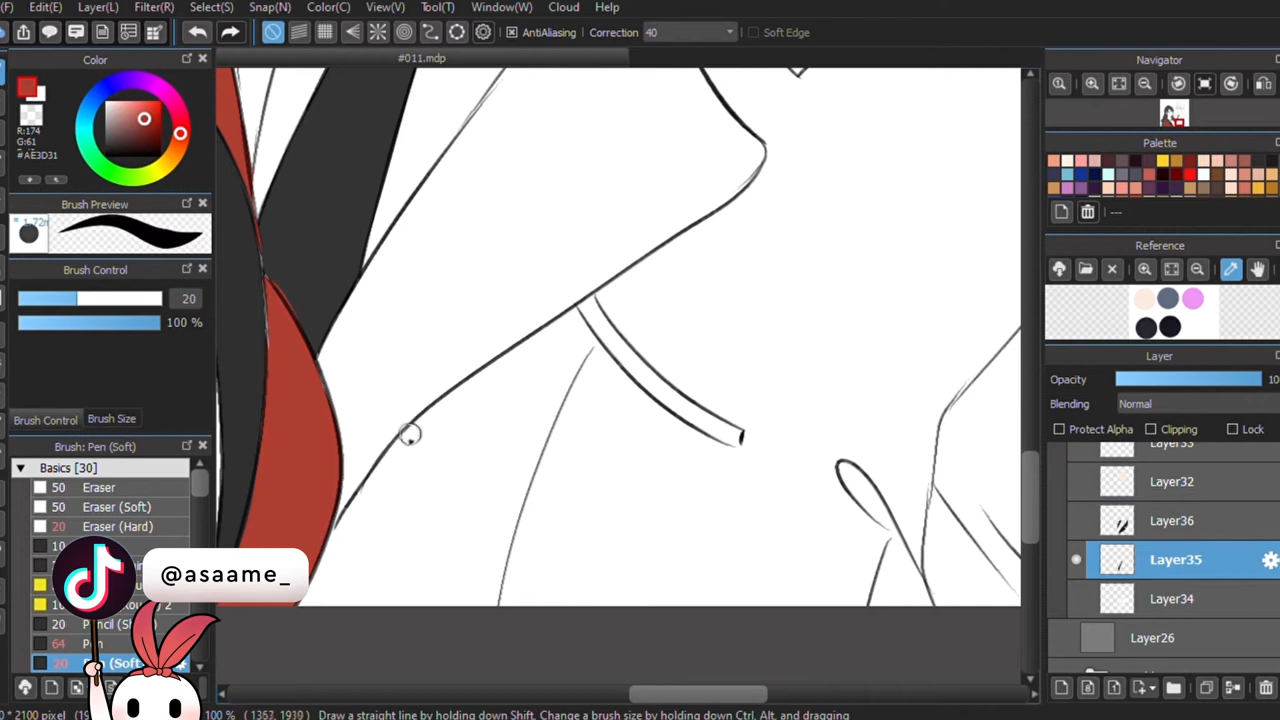 Edit(E) Layer(L) Filter(R) Select(S) Snap(N) Color(C) View(V) Tool(T) Window(W) Cloud Help
AntiAliasing Correction 40 Soft Edge
Color
#011.mdp
Navigator
R:174
G:61
#AE3D31
Palette
---
Brush Preview
Reference
Brush Control
20
100 %
Layer
Opacity
Blending Normal
Brush Control Brush Size
Protect Alpha Clipping Lock
Brush: Pen (Soft)
Basics [30]
50 Eraser
50 Eraser (Soft)
20 Eraser (Hard)
Layer33
Layer32
Layer36
Layer35
Layer34
Layer26
@asaame_
64 Pen
20
100 %
Draw a straight line by holding down Shift, Change a brush size by holding down Ctrl, Alt, and dragging